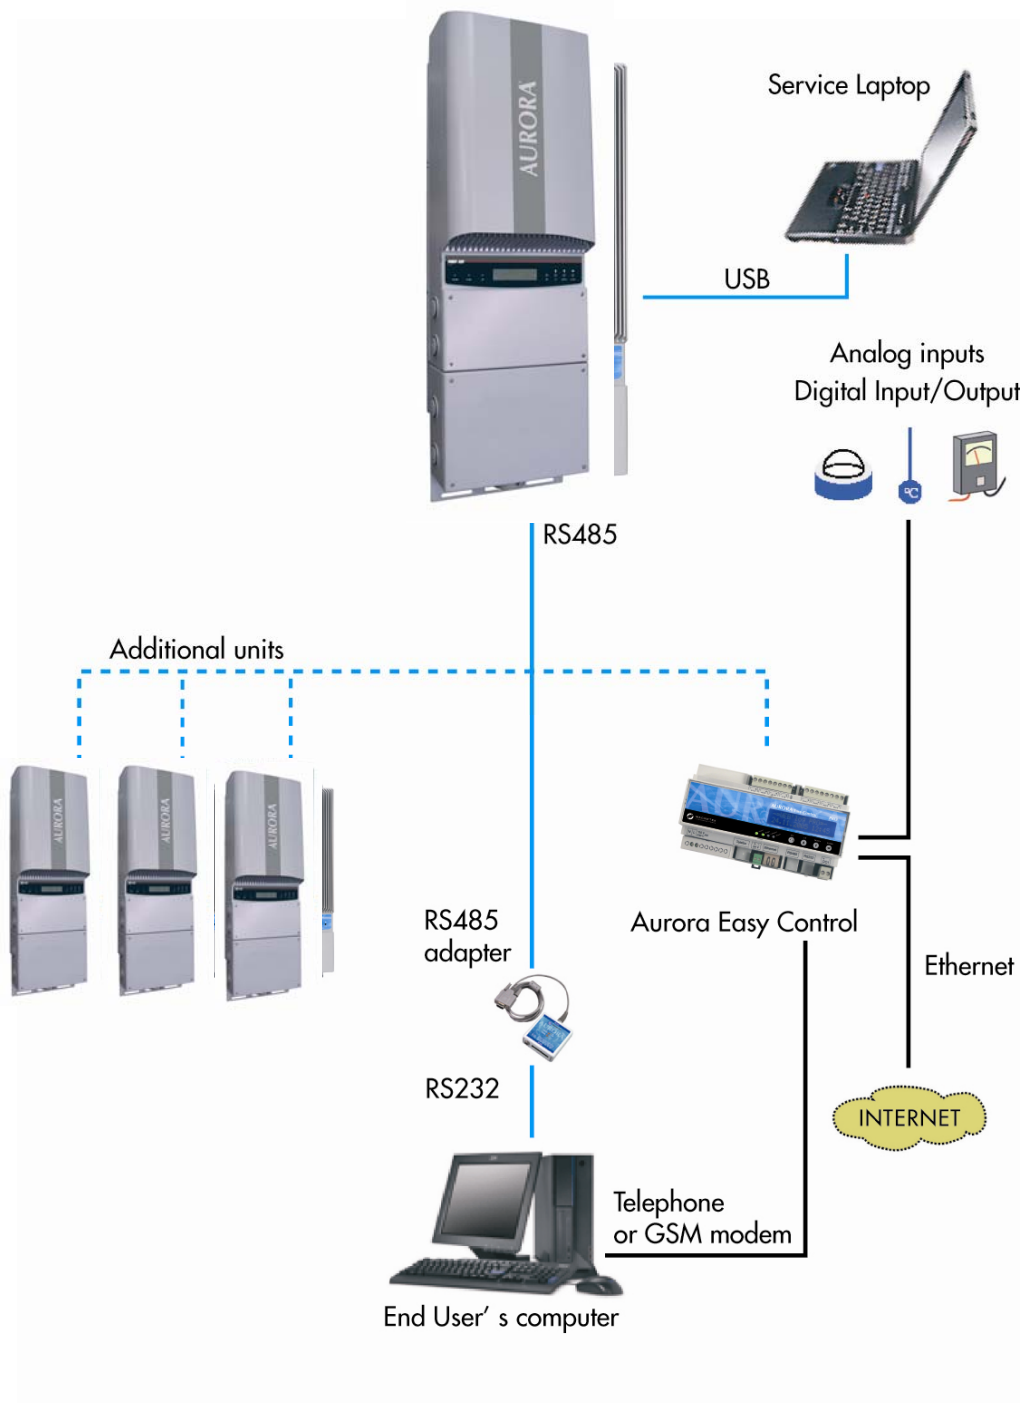 AURORA
Service Laptop
USB
Analog inputs
Digital Input/Output
°C
RS485
Additional units
AURORA
AURORA
AURORA
AURORA
Aurora Easy Control
RS485
adapter
Ethernet
RS232
INTERNET
Telephone
or GSM modem
End User’ s computer